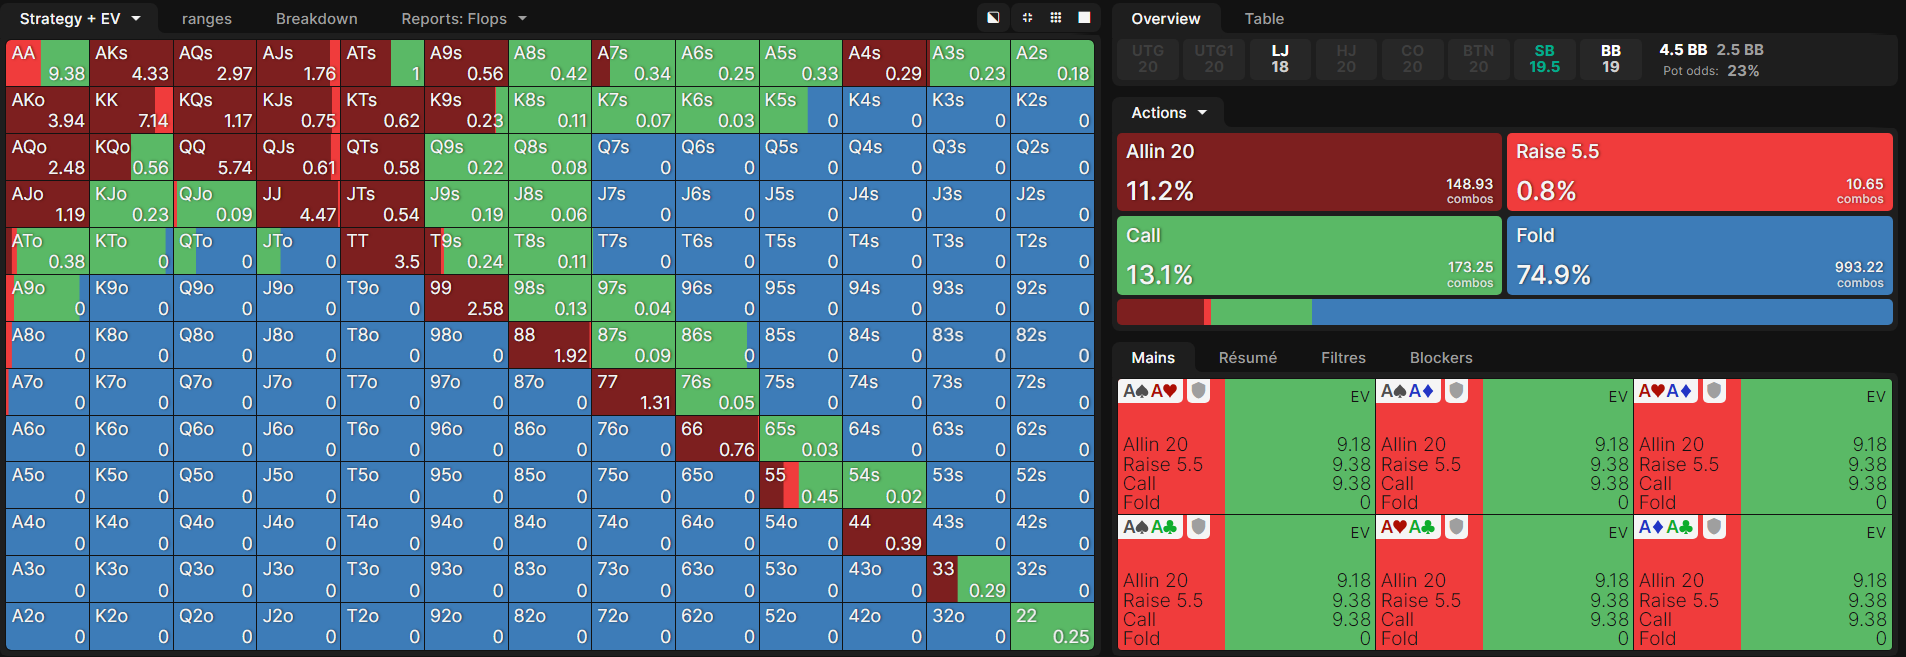 Strategy + EV ranges Breakdown Reports: Flops
AA AKs AQs AJs ATs A9s A8s A7s A6s A5s A4s A3s A2s
9.38 4.33 2.97 1.76 1 0.56 0.42 0.34 0.25 0.33 0.29 0.23 0.18
AKo KK KQs KJs KTs K9s K8s K7s K6s K5s K4s K3s K2s
3.94 7.14 1.17 0.75 0.62 0.23 0.11 0.07 0.03 0 0 0 0
AQo KQo QQ QJs QTs Q9s Q8s Q7s Q6s Q5s Q4s Q3s Q2s
2.48 0.56 5.74 0.61 0.58 0.22 0.08 0 0 0 0 0 0
AJo KJo QJo JJ JTs J9s J8s J7s J6s J5s J4s J3s J2s
1.19 0.23 0.09 4.47 0.54 0.19 0.06 0 0 0 0 0 0
ATo KTo QTo JTo TT T9s T8s T7s T6s T5s T4s T3s T2s
0.38 0 0 0 3.5 0.24 0.11 0 0 0 0 0 0
A9o K9o Q9o J9o T9o 99 98s 97s 96s 95s 94s 93s 92s
0 0 0 0 0 2.58 0.13 0.04 0 0 0 0 0
A8o K8o Q8o J8o T8o 98o 88 87s 86s 85s 84s 83s 82s
0 0 0 0 0 0 1.92 0.09 0 0 0 0 0
A7o K7o Q7o J7o T7o 97o 87o 77 76s 75s 74s 73s 72s
0 0 0 0 0 0 0 1.31 0.05 0 0 0 0
A6o K6o Q6o J6o T6o 96o 86o 76o 66 65s 64s 63s 62s
0 0 0 0 0 0 0 0 0.76 0.03 0 0 0
A5o K5o Q5o J5o T5o 95o 85o 75o 65o 55 54s 53s 52s
0 0 0 0 0 0 0 0 0 0.45 0.02 0 0
A4o K4o Q4o J4o T4o 94o 84o 74o 64o 54o 44 43s 42s
0 0 0 0 0 0 0 0 0 0 0.39 0 0
A3o K3o Q3o J3o T3o 93o 83o 73o 63o 53o 43o 33 32s
0 0 0 0 0 0 0 0 0 0 0 0.29 0
A2o K2o Q2o J2o T2o 92o 82o 72o 62o 52o 42o 32o 22
0 0 0 0 0 0 0 0 0 0 0 0 0.25
Overview Table
UTG UTG1 LJ HJ CO BTN SB BB 4.5 BB 2.5 BB
20 20 18 20 20 20 19.5 19 Pot odds: 23%
Actions
Allin 20 Raise 5.5
11.2% 148.93 combos 0.8% 10.65 combos
Call Fold
13.1% 173.25 combos 74.9% 993.22 combos
Mains Résumé Filtres Blockers
A♠A♥ EV A♠A♦ EV A♥A♦ EV
Allin 20 9.18 Allin 20 9.18 Allin 20 9.18
Raise 5.5 9.38 Raise 5.5 9.38 Raise 5.5 9.38
Call 9.38 Call 9.38 Call 9.38
Fold 0 Fold 0 Fold 0
A♠A♣ EV A♥A♣ EV A♦A♣ EV
Allin 20 9.18 Allin 20 9.18 Allin 20 9.18
Raise 5.5 9.38 Raise 5.5 9.38 Raise 5.5 9.38
Call 9.38 Call 9.38 Call 9.38
Fold 0 Fold 0 Fold 0